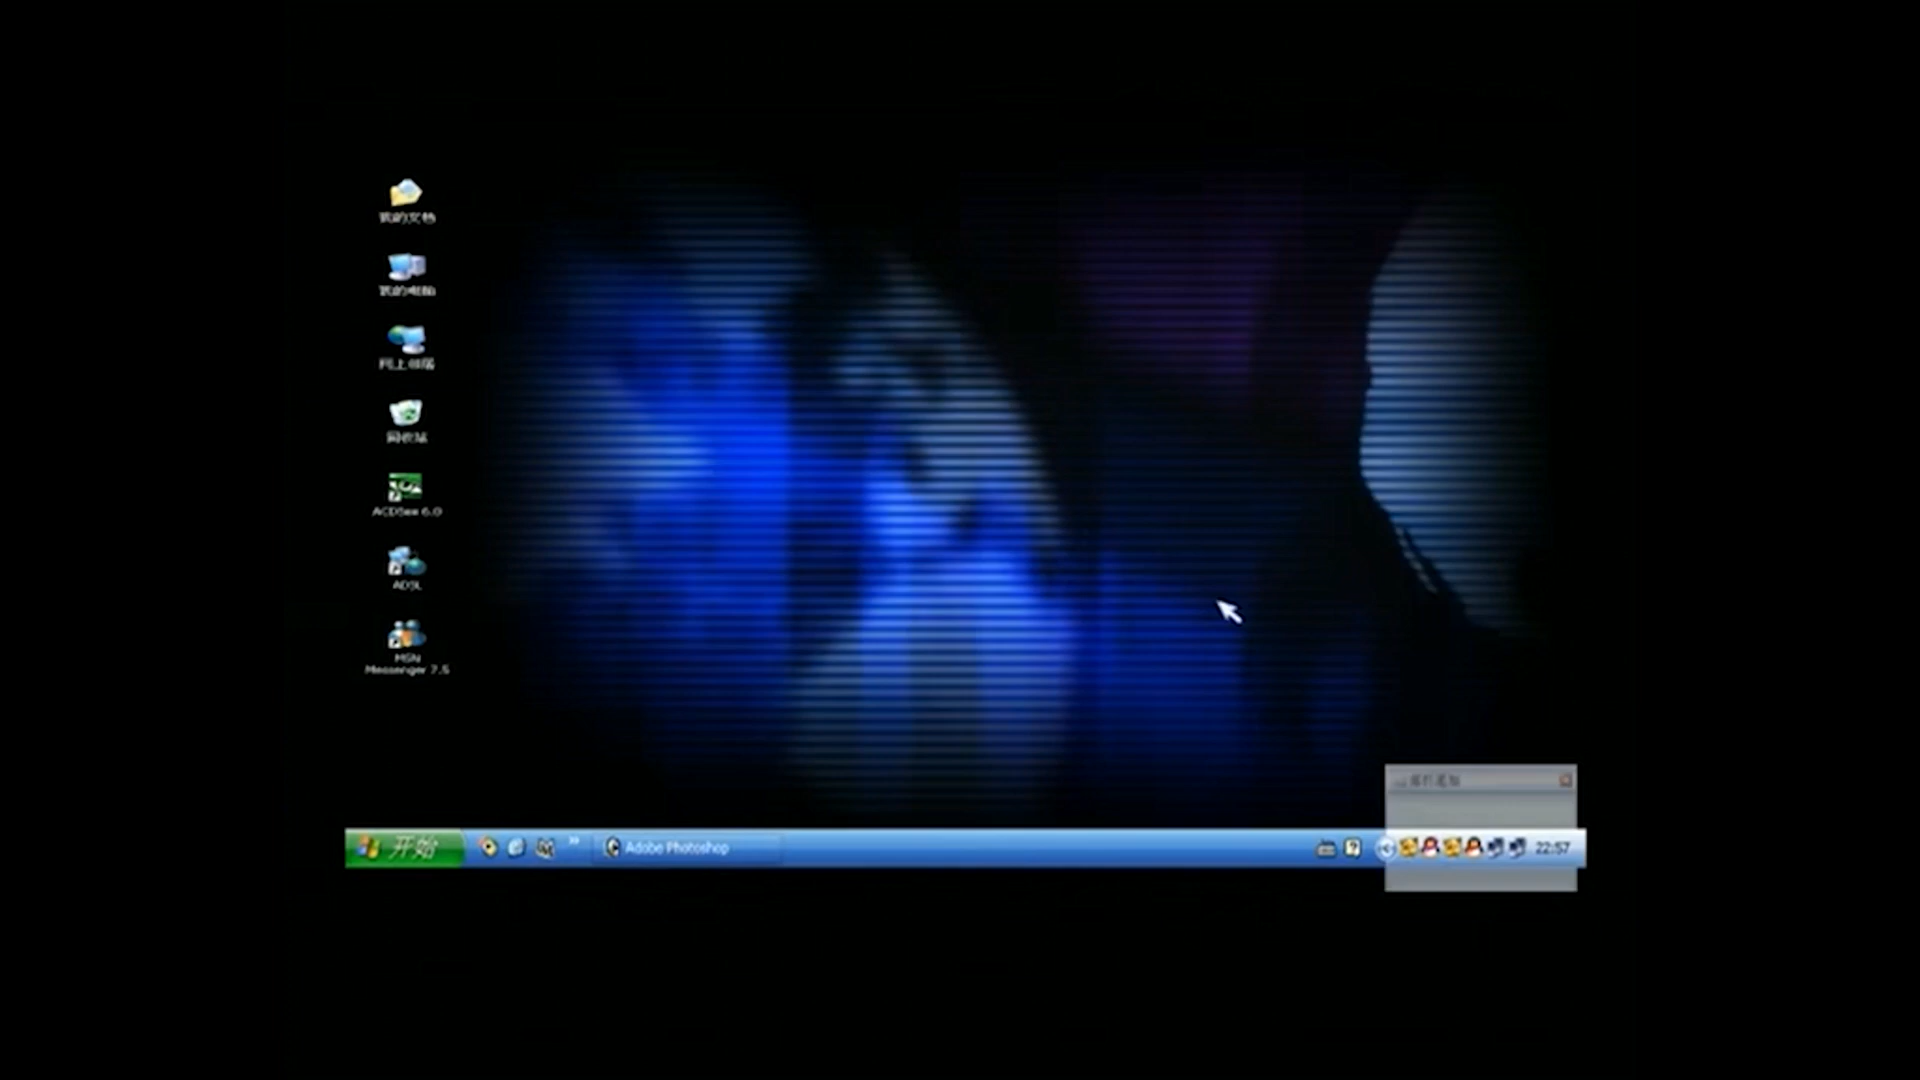 我的文档
我的电脑
网上邻居
回收站
ACDSee 6.0
ADSL
MSN
Messenger 7.5
开始
»
Adobe Photoshop
22:57